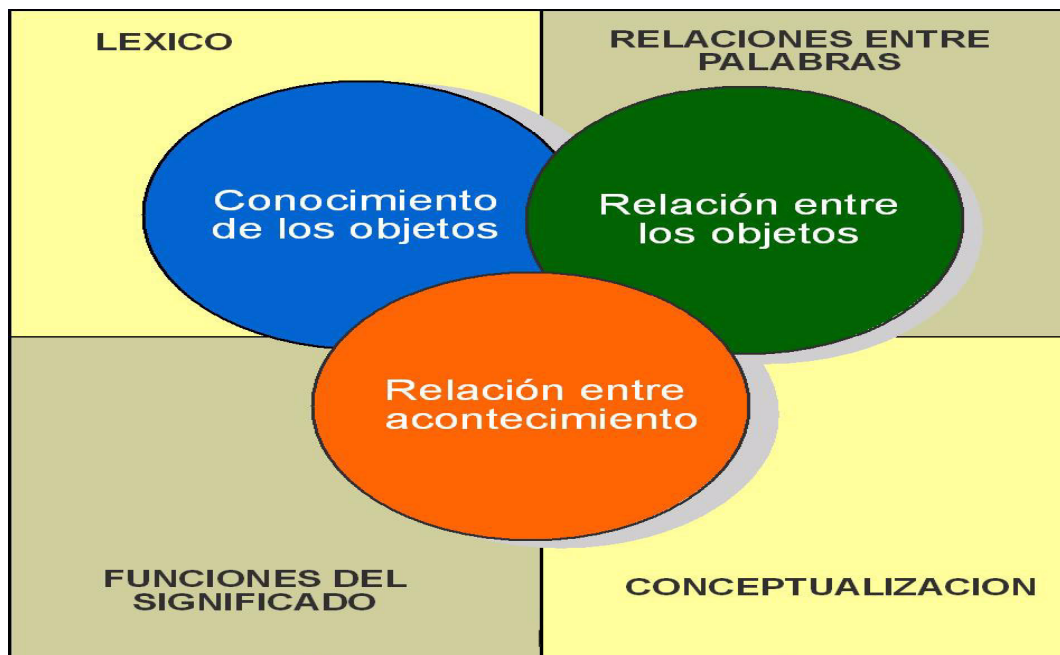 LEXICO
RELACIONES ENTRE
PALABRAS
Conocimiento
de los objetos
Relación entre
los objetos
Relación entre
acontecimiento
FUNCIONES DEL
SIGNIFICADO
CONCEPTUALIZACION